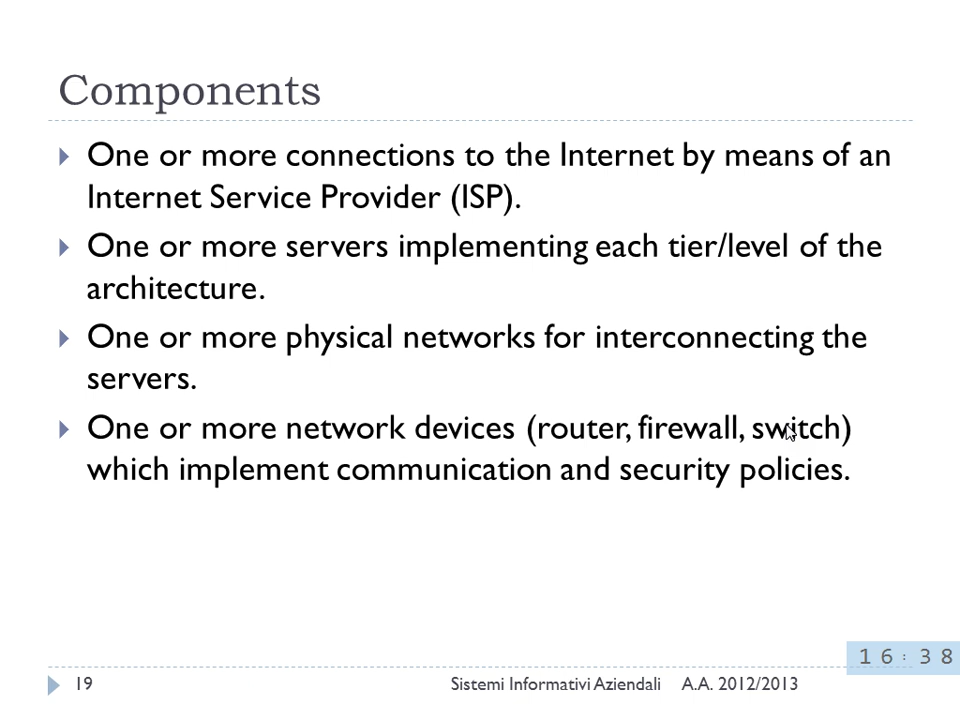 Components
One or more connections to the Internet by means of an
Internet Service Provider (ISP).
One or more servers implementing each tier/level of the
architecture.
One or more physical networks for interconnecting the
servers.
One or more network devices (router, firewall, switch)
which implement communication and security policies.
16:38
19 Sistemi Informativi Aziendali A.A. 2012/2013